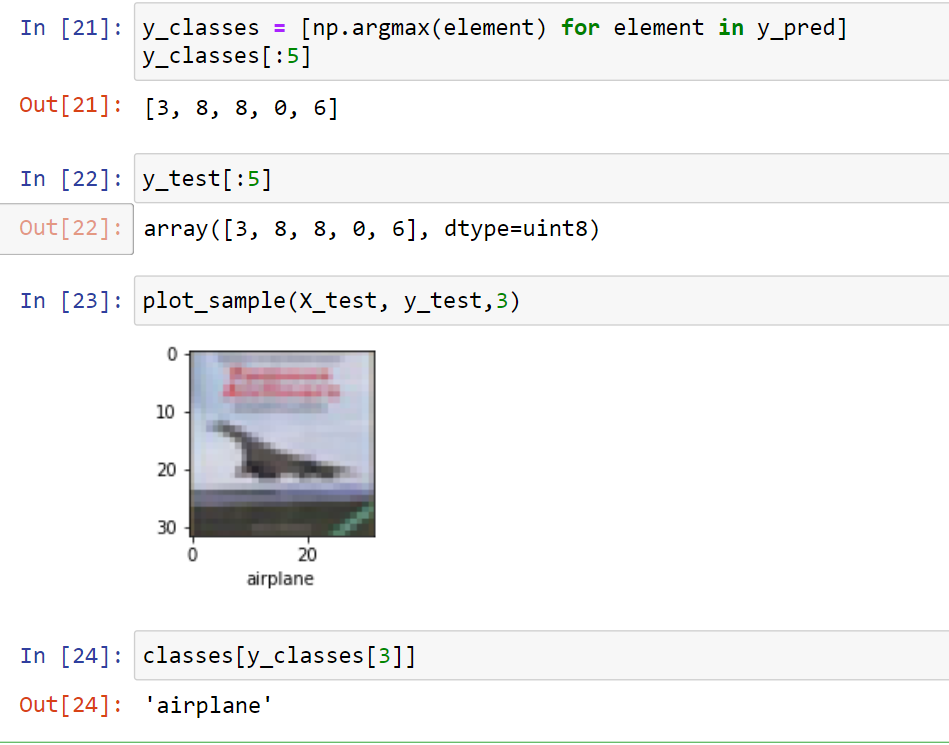 In [21]: y_classes = [np.argmax(element) for element in y_pred]
y_classes[:5]
Out[21]: [3, 8, 8, 0, 6]
In [22]: y_test[:5]
Out[22]: array([3, 8, 8, 0, 6], dtype=uint8)
In [23]: plot_sample(X_test, y_test,3)
0
10
20
30
0 20
airplane
In [24]: classes[y_classes[3]]
Out[24]: 'airplane'